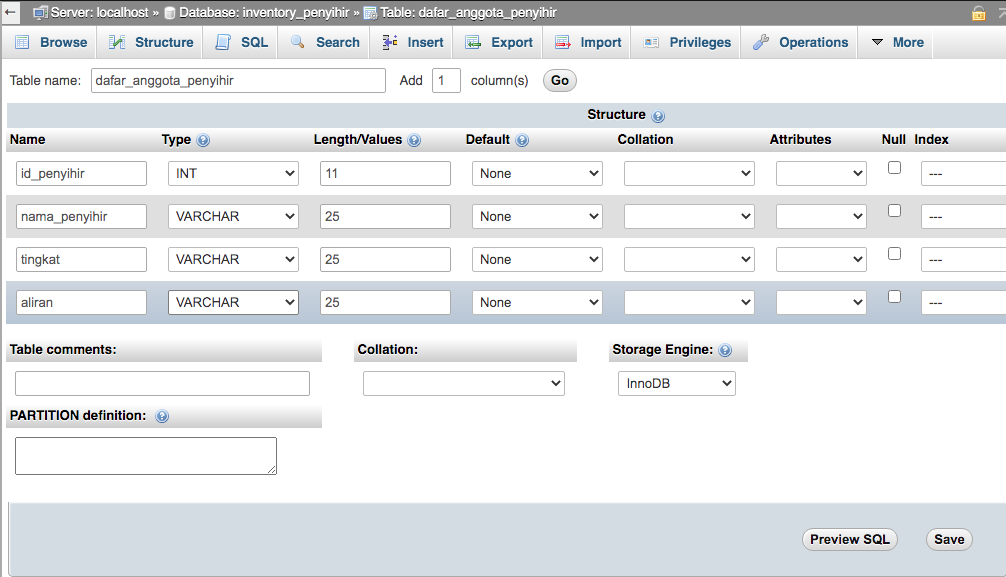 Server: localhost » Database: inventory_penyihir » Table: dafar_anggota_penyihir
Browse Structure SQL Search Insert Export Import Privileges Operations More
Table name: dafar_anggota_penyihir Add 1 column(s) Go
Structure
Name Type Length/Values Default Collation Attributes Null Index
id_penyihir INT 11 None ---
nama_penyihir VARCHAR 25 None ---
tingkat VARCHAR 25 None ---
aliran VARCHAR 25 None ---
Table comments: Collation: Storage Engine:
InnoDB
PARTITION definition:
Preview SQL Save